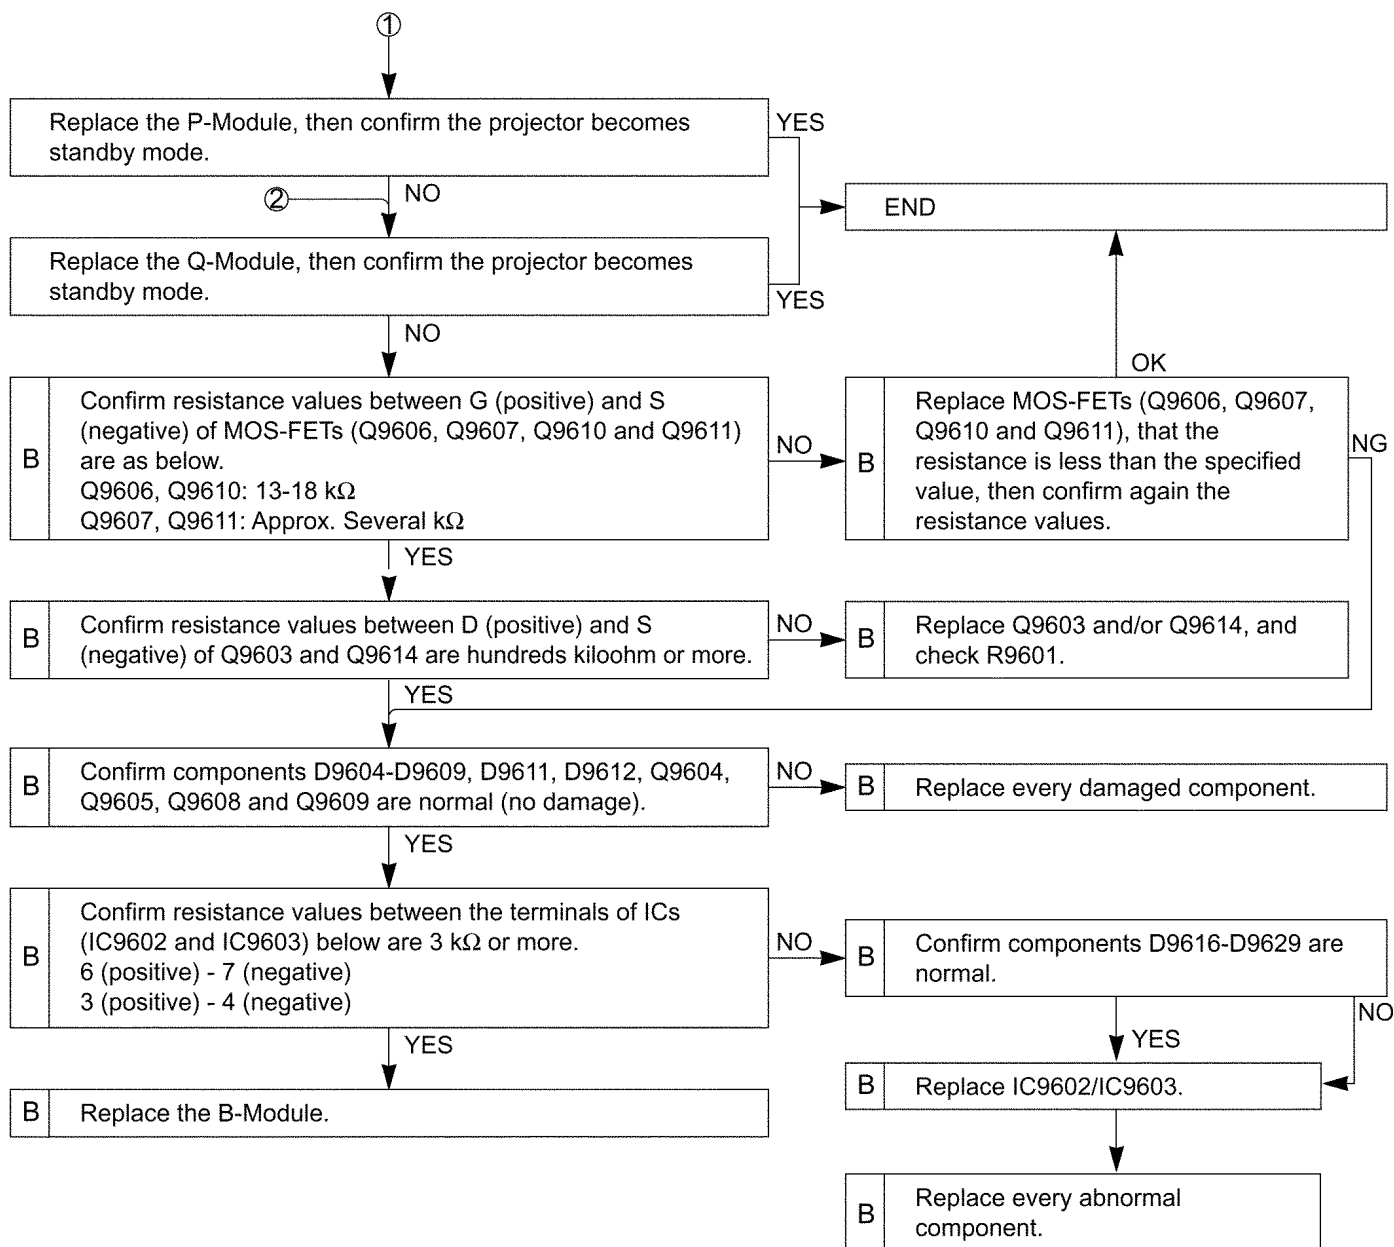 ①
Replace the P-Module, then confirm the projector becomes
standby mode.
YES
②
NO
END
Replace the Q-Module, then confirm the projector becomes
standby mode.
YES
NO
B
Confirm resistance values between G (positive) and S
(negative) of MOS-FETs (Q9606, Q9607, Q9610 and Q9611)
are as below.
Q9606, Q9610: 13-18 kΩ
Q9607, Q9611: Approx. Several kΩ
NO
OK
B
Replace MOS-FETs (Q9606, Q9607,
Q9610 and Q9611), that the
resistance is less than the specified
value, then confirm again the
resistance values.
NG
YES
B
Confirm resistance values between D (positive) and S
(negative) of Q9603 and Q9614 are hundreds kiloohm or more.
NO
B
Replace Q9603 and/or Q9614, and
check R9601.
YES
B
Confirm components D9604-D9609, D9611, D9612, Q9604,
Q9605, Q9608 and Q9609 are normal (no damage).
NO
B
Replace every damaged component.
YES
B
Confirm resistance values between the terminals of ICs
(IC9602 and IC9603) below are 3 kΩ or more.
6 (positive) - 7 (negative)
3 (positive) - 4 (negative)
NO
B
Confirm components D9616-D9629 are
normal.
NO
YES
YES
B
Replace IC9602/IC9603.
B
Replace the B-Module.
B
Replace every abnormal
component.